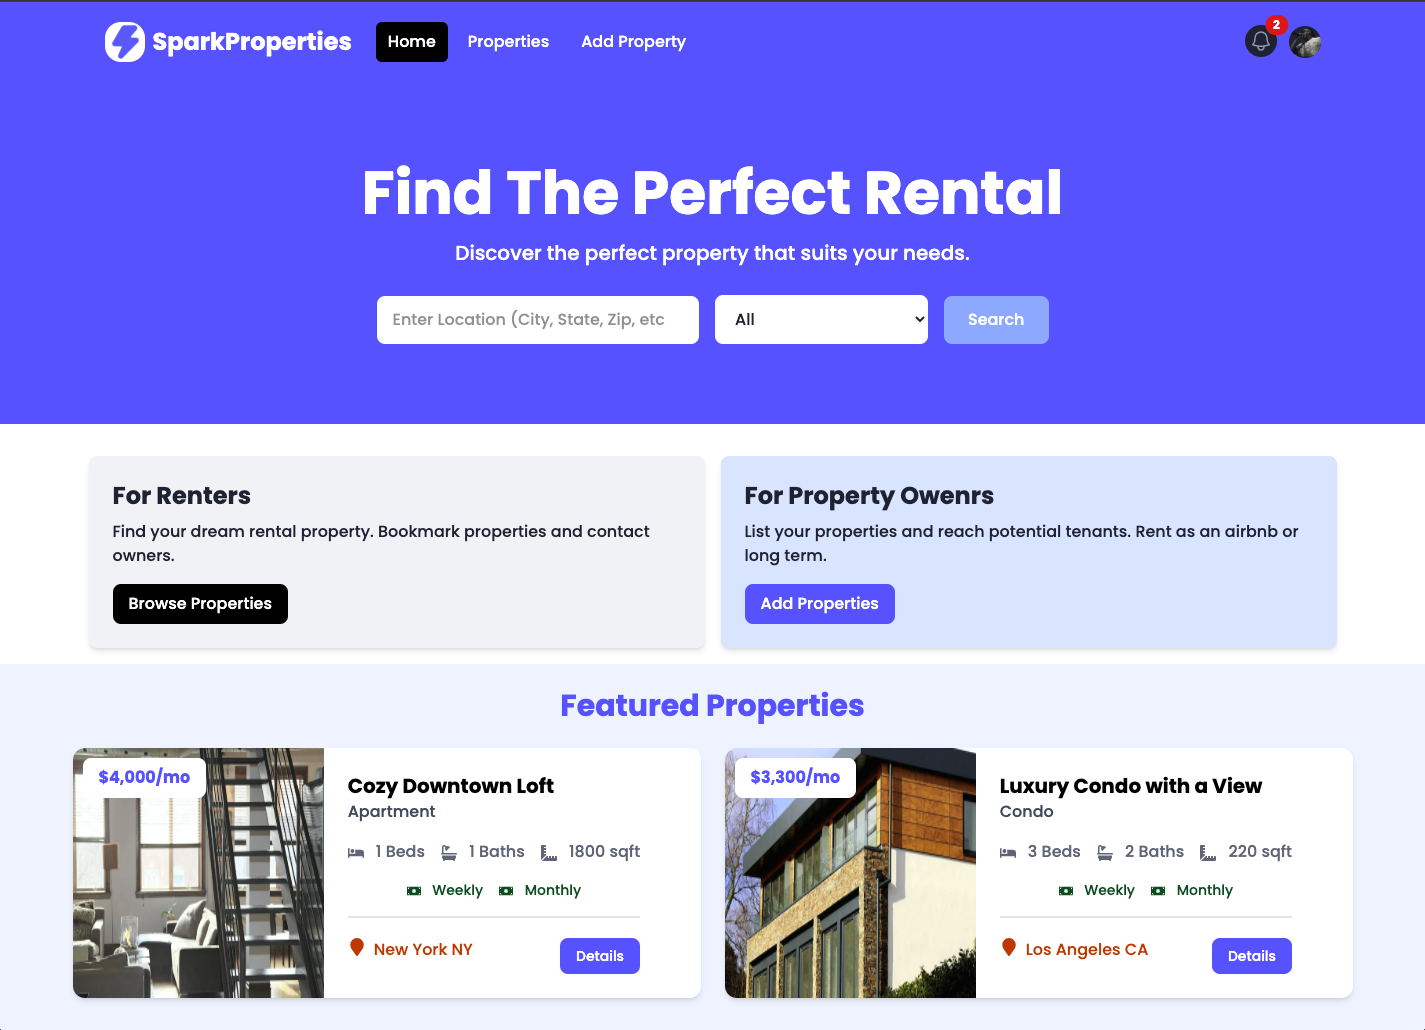 SparkProperties Home Properties Add Property 2
Find The Perfect Rental
Discover the perfect property that suits your needs.
Enter Location (City, State, Zip, etc All Search
For Renters
Find your dream rental property. Bookmark properties and contact
owners.
Browse Properties
For Property Owenrs
List your properties and reach potential tenants. Rent as an airbnb or
long term.
Add Properties
Featured Properties
$4,000/mo
Cozy Downtown Loft
Apartment
1 Beds 1 Baths 1800 sqft
Weekly Monthly
New York NY Details
$3,300/mo
Luxury Condo with a View
Condo
3 Beds 2 Baths 220 sqft
Weekly Monthly
Los Angeles CA Details